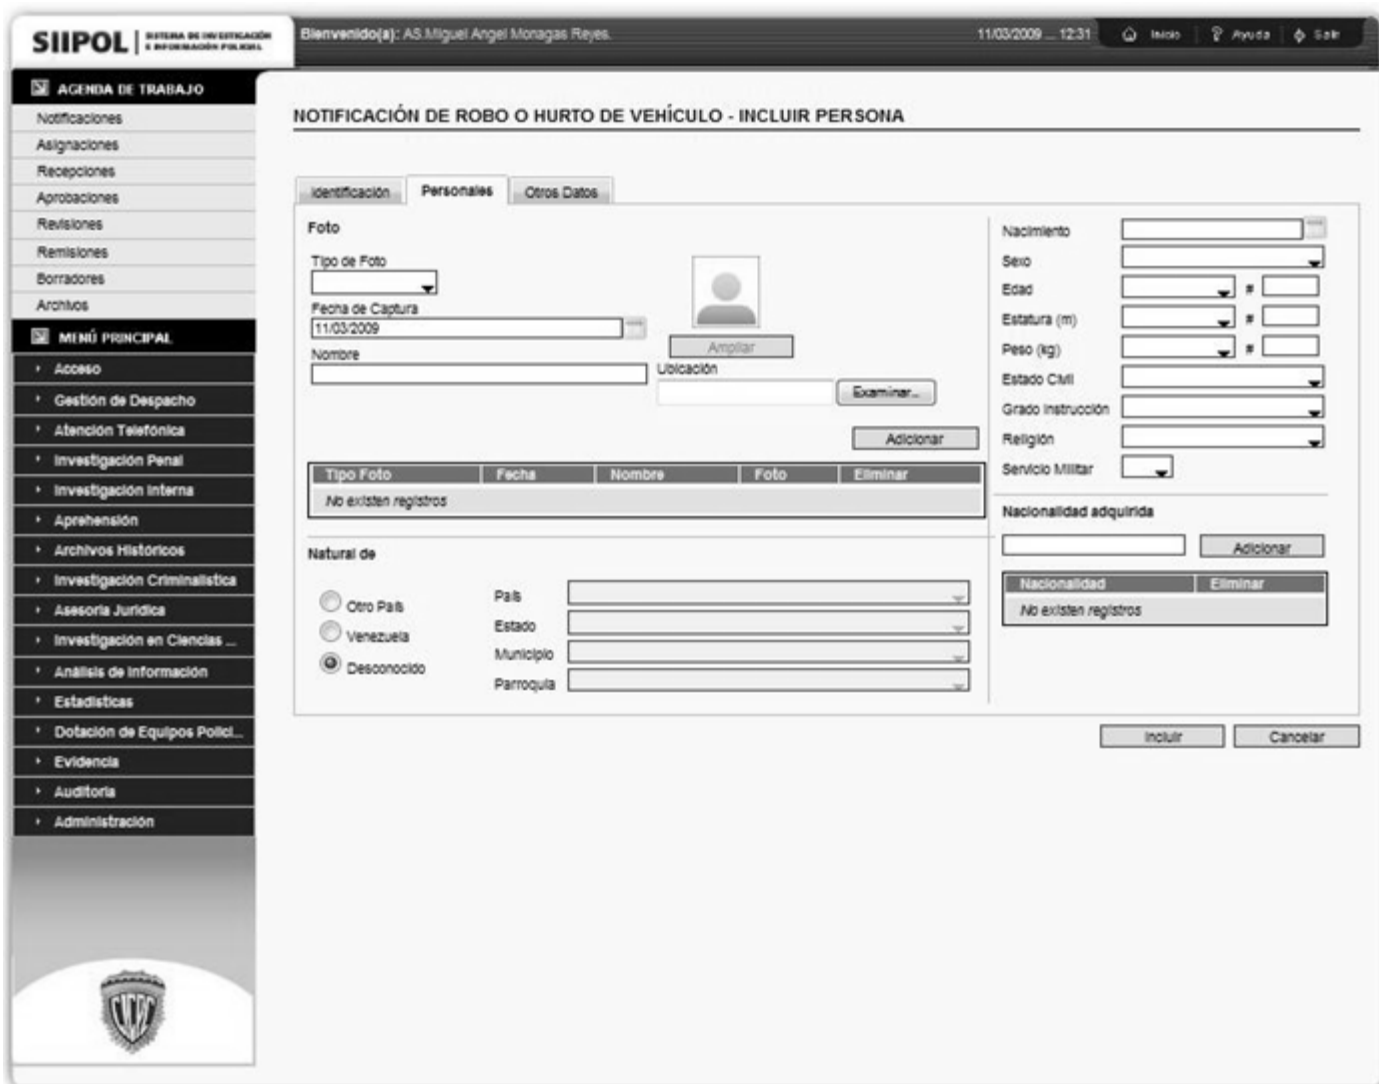 SIIPOL | SISTEMA DE INVESTIGACIÓN
E INFORMACIÓN POLICIAL
Bienvenido(a): AS.Miguel Angel Monagas Reyes.
11/03/2009 ... 12:31
Inicio
Ayuda
Salir
AGENDA DE TRABAJO
Notificaciones
Asignaciones
Recepciones
Aprobaciones
Revisiones
Remisiones
Borradores
Archivos
MENÚ PRINCIPAL
Acceso
Gestión de Despacho
Atención Telefónica
Investigación Penal
Investigación Interna
Aprehensión
Archivos Históricos
Investigación Criminalística
Asesoría Jurídica
Investigación en Ciencias ...
Análisis de Información
Estadísticas
Dotación de Equipos Polici...
Evidencia
Auditoría
Administración
CICPC
NOTIFICACIÓN DE ROBO O HURTO DE VEHÍCULO - INCLUIR PERSONA
Identificación
Personales
Otros Datos
Foto
Tipo de Foto
Fecha de Captura
11/03/2009
Nombre
Ampliar
Ubicación
Examinar...
Adicionar
Tipo Foto Fecha Nombre Foto Eliminar
No existen registros
Natural de
Otro País
Venezuela
Desconocido
País
Estado
Municipio
Parroquia
Nacimiento
Sexo
Edad #
Estatura (m) #
Peso (kg) #
Estado Civil
Grado Instrucción
Religión
Servicio Militar
Nacionalidad adquirida
Adicionar
Nacionalidad Eliminar
No existen registros
Incluir
Cancelar